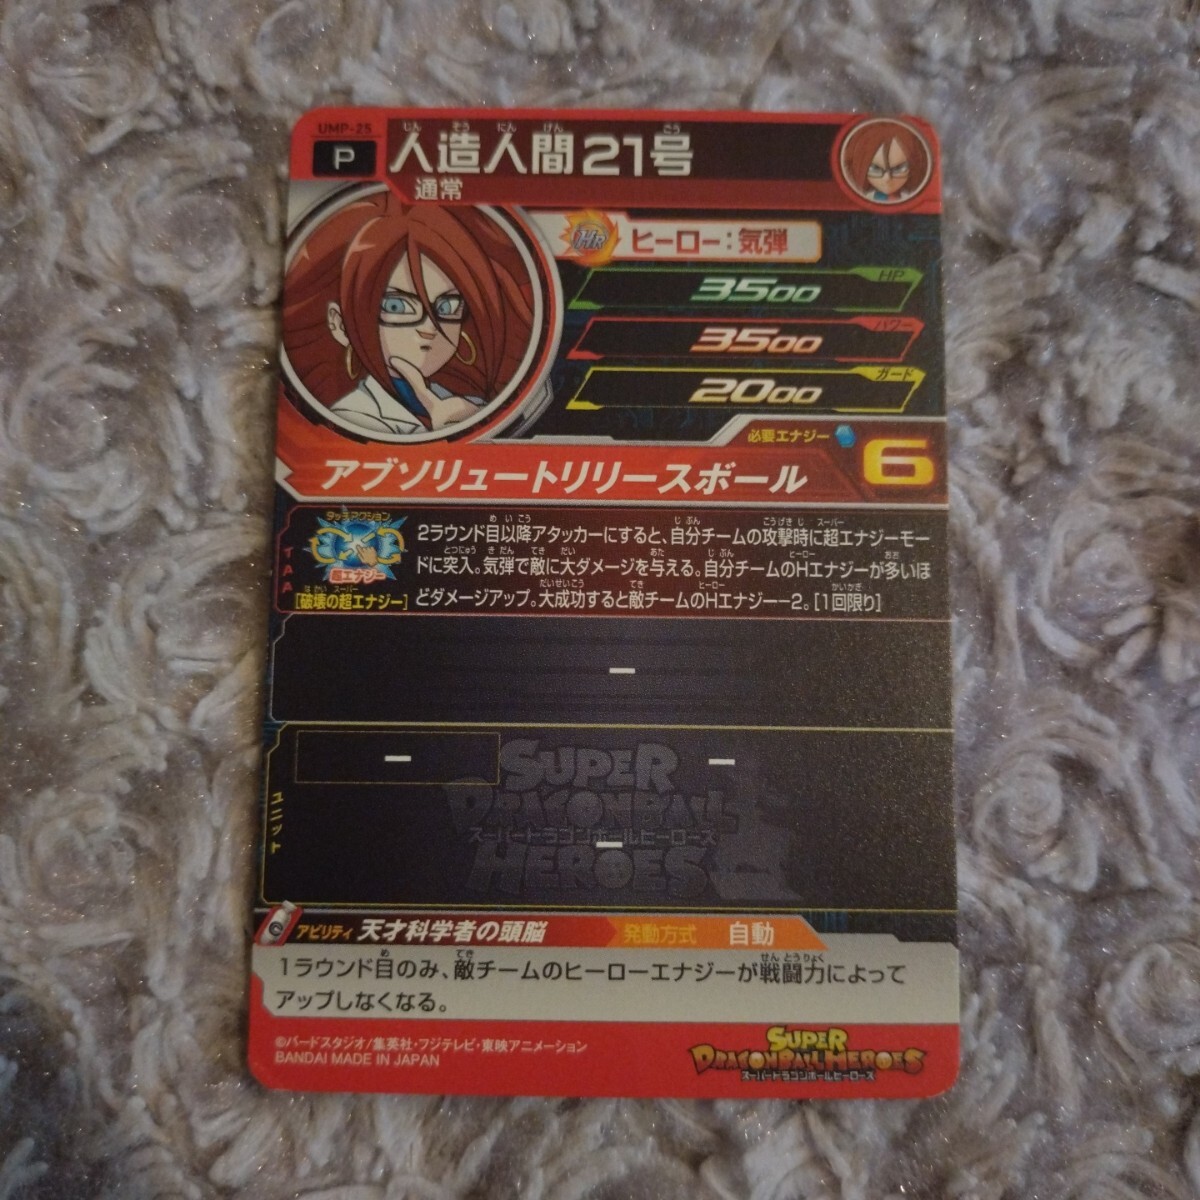 UMP-25
P
人造人間21号
通常
HR ヒーロー:気弾
HP
3500
パワー
3500
ガード
2000
必要エナジー 6
アブソリュートリリースボール
タッチアクション
超エナジー
[破壊の超エナジー]
TAA
2ラウンド目以降アタッカーにすると、自分チームの攻撃時に超エナジーモー
ドに突入。気弾で敵に大ダメージを与える。自分チームのHエナジーが多いほ
どダメージアップ。大成功すると敵チームのHエナジー−2。[1回限り]
ー
ユニット
ー
ー
ー
SUPER
DRAGONBALL
スーパードラゴンボールヒーローズ
HEROES
アビリティ 天才科学者の頭脳 発動方式 自動
1ラウンド目のみ、敵チームのヒーローエナジーが戦闘力によって
アップしなくなる。
©バードスタジオ/集英社・フジテレビ・東映アニメーション
BANDAI MADE IN JAPAN
SUPER
DRAGONBALL HEROES
スーパードラゴンボールヒーローズ